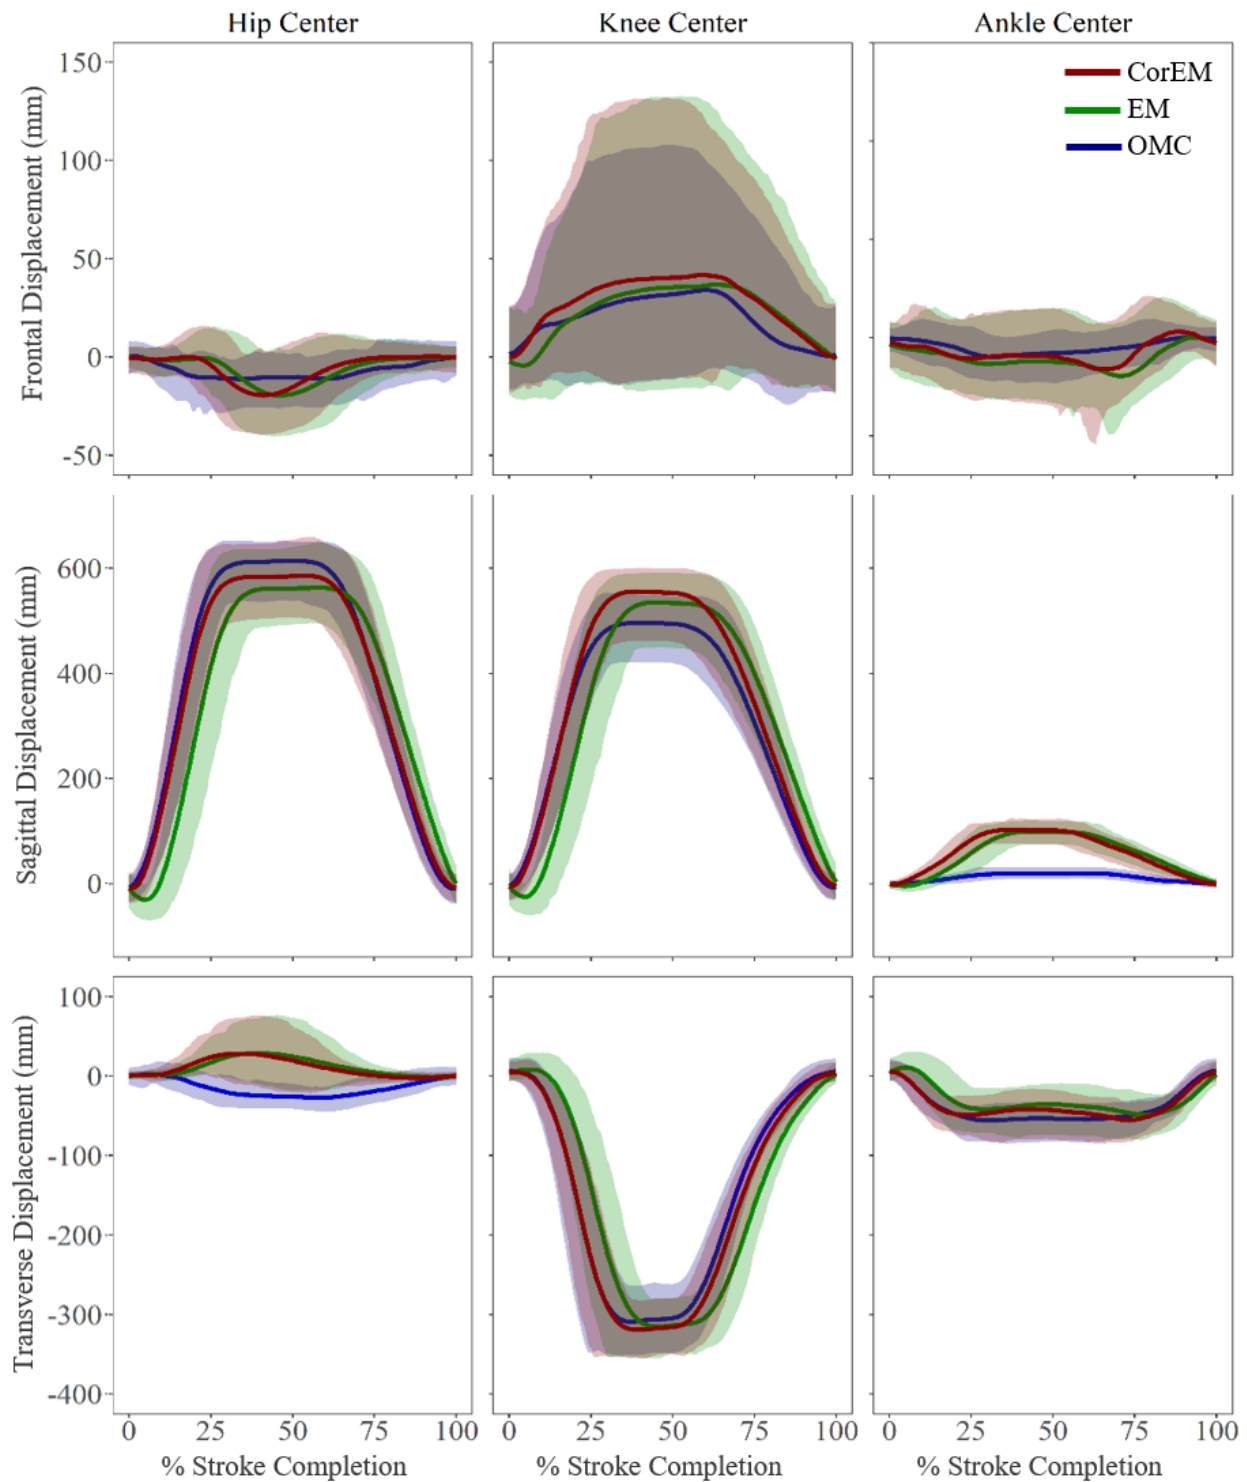 Hip Center Knee Center Ankle Center
CorEM
EM
OMC
Frontal Displacement (mm)
150
100
50
0
-50
Sagittal Displacement (mm)
600
400
200
0
Transverse Displacement (mm)
100
0
-100
-200
-300
-400
0 25 50 75 100 0 25 50 75 100 0 25 50 75 100
% Stroke Completion % Stroke Completion % Stroke Completion